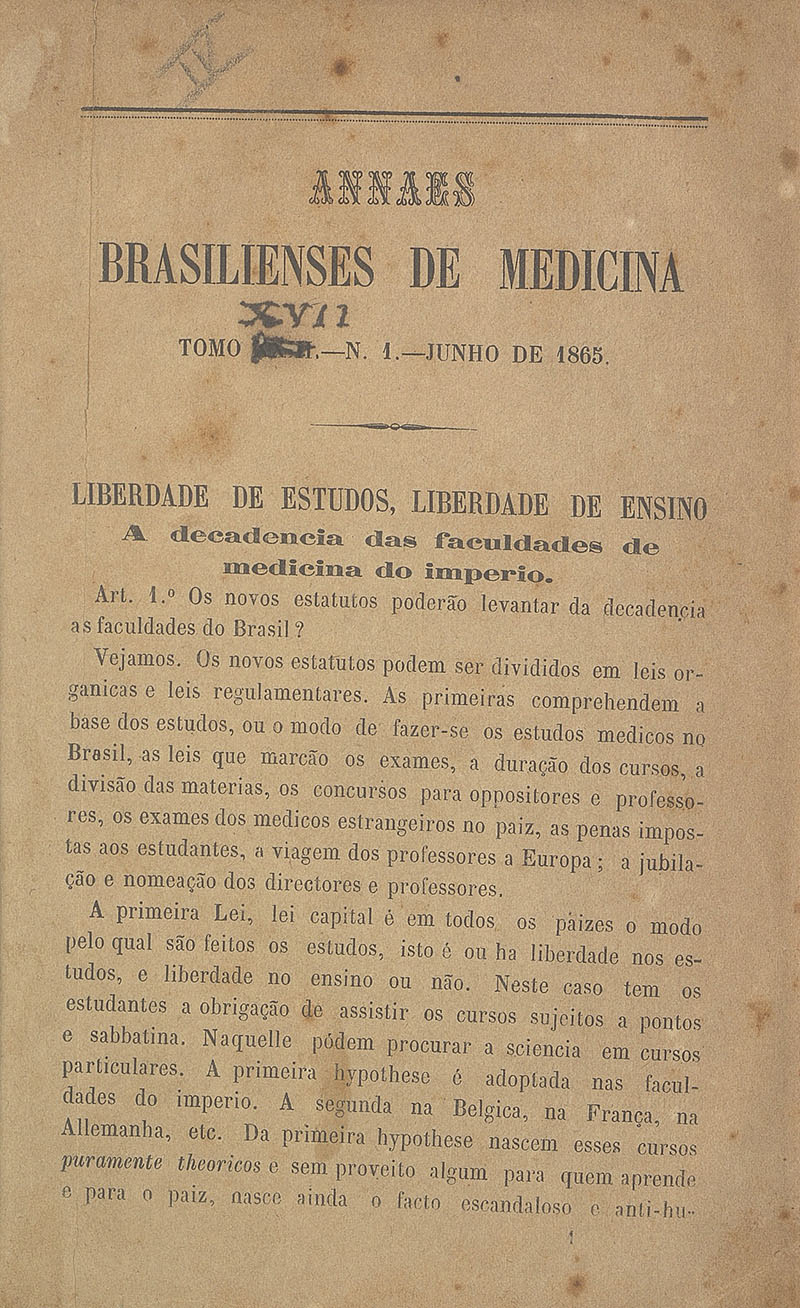 IX
ANNAES
BRASILIENSES DE MEDICINA
XVII
TOMO .—N. 1.—JUNHO DE 1865.
LIBERDADE DE ESTUDOS, LIBERDADE DE ENSINO
A decadencia das faculdades de
medicina do imperio.
Art. 1.º Os novos estatutos poderão levantar da decadencia
as faculdades do Brasil ?
Vejamos. Os novos estatutos podem ser divididos em leis or-
ganicas e leis regulamentares. As primeiras comprehendem a
base dos estudos, ou o modo de fazer-se os estudos medicos no
Brasil, as leis que marcão os exames, a duração dos cursos, a
divisão das materias, os concursos para oppositores e professo-
res, os exames dos medicos estrangeiros no paiz, as penas impos-
tas aos estudantes, a viagem dos professores a Europa ; a jubila-
ção e nomeação dos directores e professores.
A primeira Lei, lei capital é em todos os paizes o modo
pelo qual são feitos os estudos, isto é ou ha liberdade nos es-
tudos, e liberdade no ensino ou não. Neste caso tem os
estudantes a obrigação de assistir os cursos sujeitos a pontos
e sabbatina. Naquelle pódem procurar a sciencia em cursos
particulares. A primeira hypothese é adoptada nas facul-
dades do imperio. A segunda na Belgica, na França, na
Allemanha, etc. Da primeira hypothese nascem esses cursos
puramente theoricos e sem proveito algum para quem aprende
e para o paiz, nasce ainda o facto escandaloso e anti-hu-
1